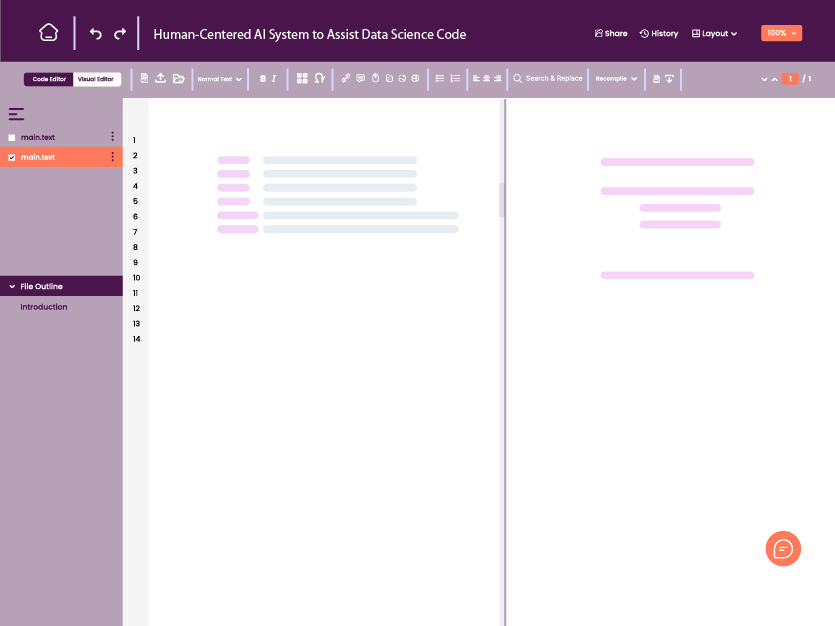 Human-Centered AI System to Assist Data Science Code
Share
History
Layout
100%
Code Editor
Visual Editor
Normal Text
B I
Search & Replace
Recomplie
1 / 1
main.text
main.text
File Outline
Introduction
1
2
3
4
5
6
7
8
9
10
11
12
13
14